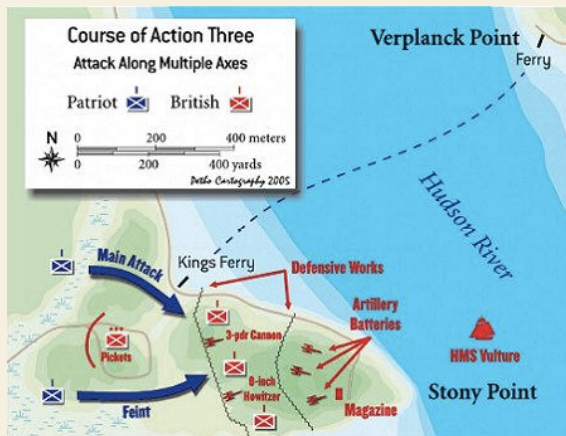 Course of Action Three
Attack Along Multiple Axes
Patriot British
N
0 200 400 meters
0 200 400 yards
Petho Cartography 2005
Verplanck Point
Ferry
Hudson River
Kings Ferry
Main Attack
Defensive Works
3-pdr Cannon
Artillery
Batteries
Pickets
HMS Vulture
8-inch
Howitzer
Magazine
Stony Point
Feint